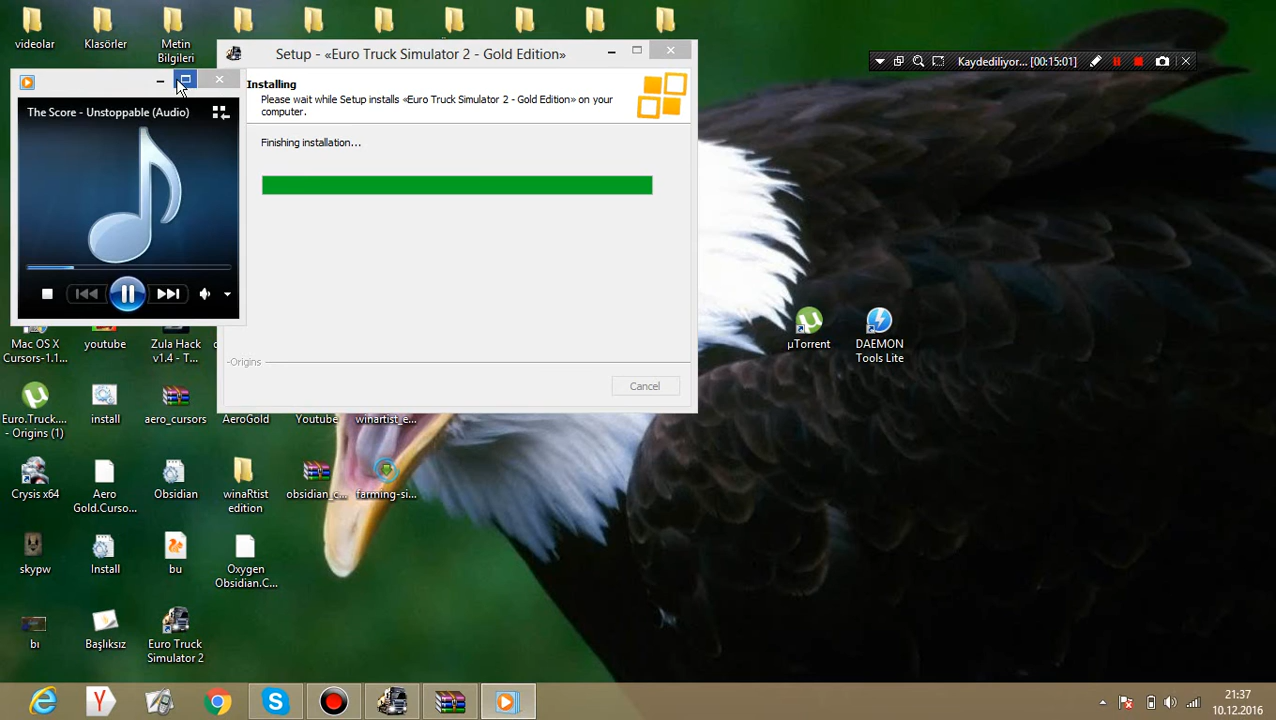 videolar
Klasörler
Metin
Bilgileri
Setup - «Euro Truck Simulator 2 - Gold Edition»
Kaydediliyor... [00:15:01]
Installing
Please wait while Setup installs «Euro Truck Simulator 2 - Gold Edition» on your
computer.
The Score - Unstoppable (Audio)
Finishing installation...
Mac OS X
Cursors-1.1...
youtube
Zula Hack
v1.4 - T...
µTorrent
DAEMON
Tools Lite
-Origins
Cancel
Euro.Truck....
- Origins (1)
install
aero_cursors
AeroGold
Youtube
winartist_e...
Crysis x64
Aero
Gold.Curso...
Obsidian
winaRtist
edition
obsidian_c...
farming-si...
skypw
Install
bu
Oxygen
Obsidian.C...
bı
Başlıksız
Euro Truck
Simulator 2
21:37
10.12.2016